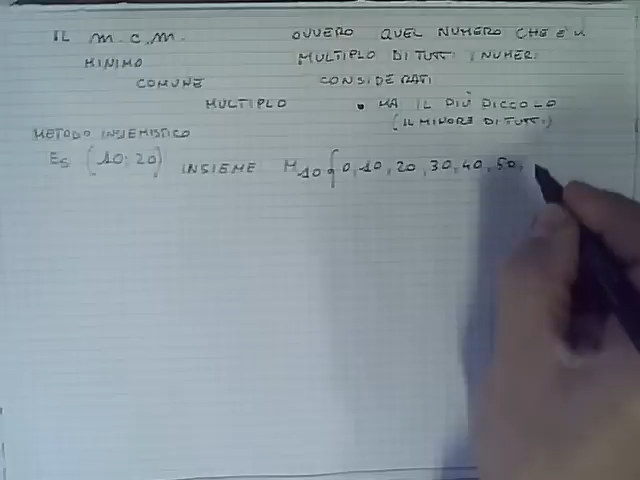 IL m.c.m. OVVERO QUEL NUMERO CHE È IL
MINIMO MULTIPLO DI TUTTI I NUMERI
COMUNE CONSIDERATI
MULTIPLO • MA IL PIÙ PICCOLO
(IL MINORE DI TUTTI)
METODO INSIEMISTICO
ES (10; 20) INSIEME M10 { 0, 10, 20, 30, 40, 50,